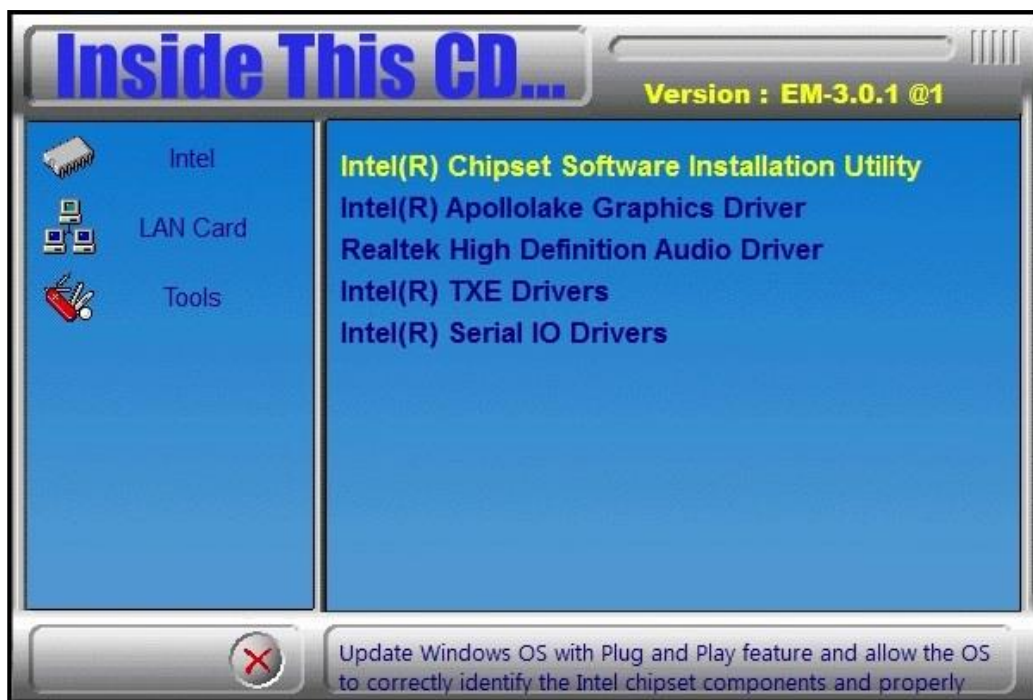 Inside This CD...
Version : EM-3.0.1 @1
Intel
LAN Card
Tools
Intel(R) Chipset Software Installation Utility
Intel(R) Apollolake Graphics Driver
Realtek High Definition Audio Driver
Intel(R) TXE Drivers
Intel(R) Serial IO Drivers
Update Windows OS with Plug and Play feature and allow the OS
to correctly identify the Intel chipset components and properly